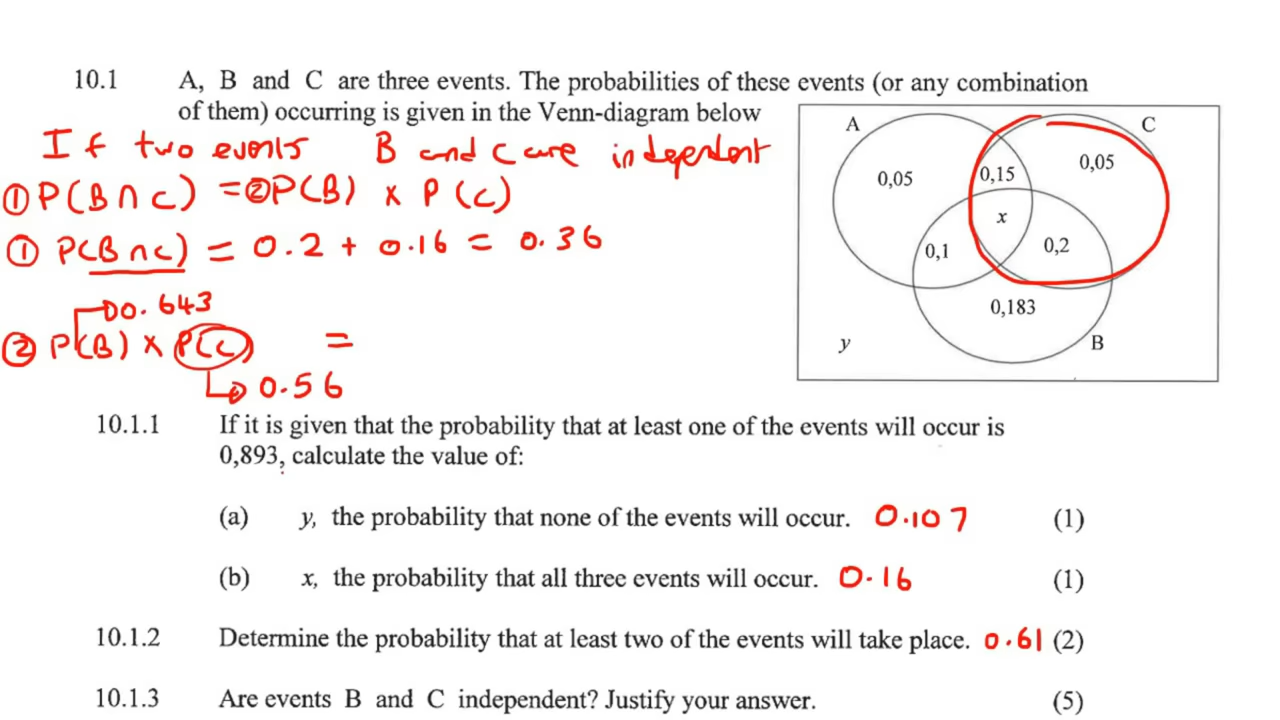 10.1 A, B and C are three events. The probabilities of these events (or any combination
of them) occurring is given in the Venn-diagram below
If two events B and C are independent
① P(B∩C) = ② P(B) × P(C)
① P(B∩C) = 0.2 + 0.16 = 0.36
0.643
② P(B) × P(C) =
0.56
A
C
0,05
0,15
0,05
x
0,1
0,2
0,183
B
y
10.1.1 If it is given that the probability that at least one of the events will occur is
0,893, calculate the value of:
(a) y, the probability that none of the events will occur. 0.107 (1)
(b) x, the probability that all three events will occur. 0.16 (1)
10.1.2 Determine the probability that at least two of the events will take place. 0.61 (2)
10.1.3 Are events B and C independent? Justify your answer. (5)